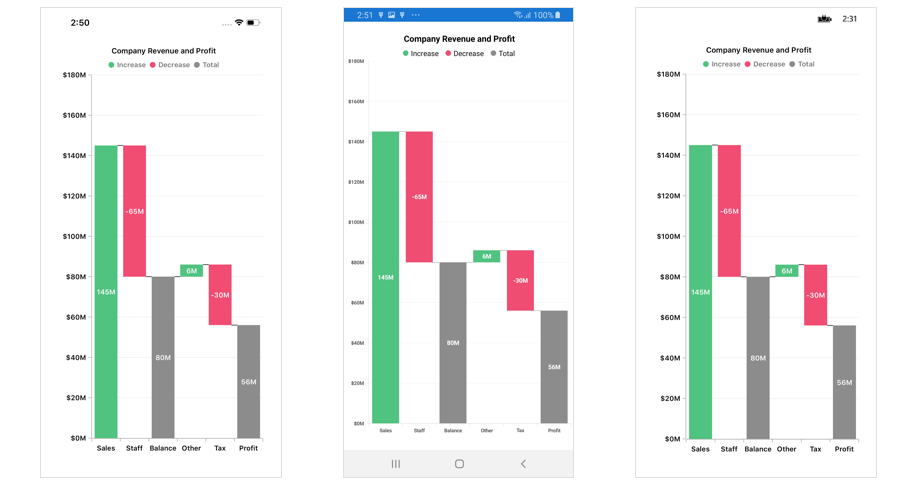 2:50
Company Revenue and Profit
Increase Decrease Total
$180M
$160M
$140M
$120M
$100M
$80M
$60M
$40M
$20M
$0M
145M
-65M
80M
6M
-30M
56M
Sales Staff Balance Other Tax Profit
2:51 100%
Company Revenue and Profit
Increase Decrease Total
$180M
$160M
$140M
$120M
$100M
$80M
$60M
$40M
$20M
$0M
145M
-65M
80M
6M
-30M
56M
Sales Staff Balance Other Tax Profit
2:31
Company Revenue and Profit
Increase Decrease Total
$180M
$160M
$140M
$120M
$100M
$80M
$60M
$40M
$20M
$0M
145M
-65M
80M
6M
-30M
56M
Sales Staff Balance Other Tax Profit